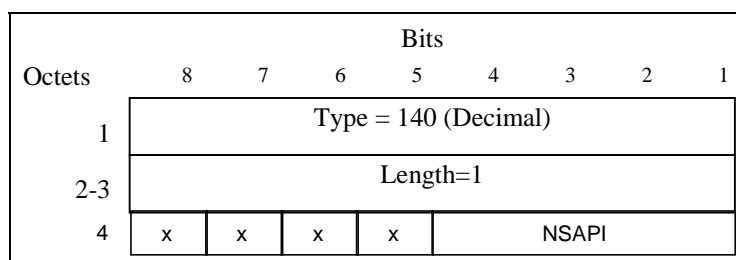 Bits
Octets 8 7 6 5 4 3 2 1
1 Type = 140 (Decimal)
2-3 Length=1
4 x x x x NSAPI